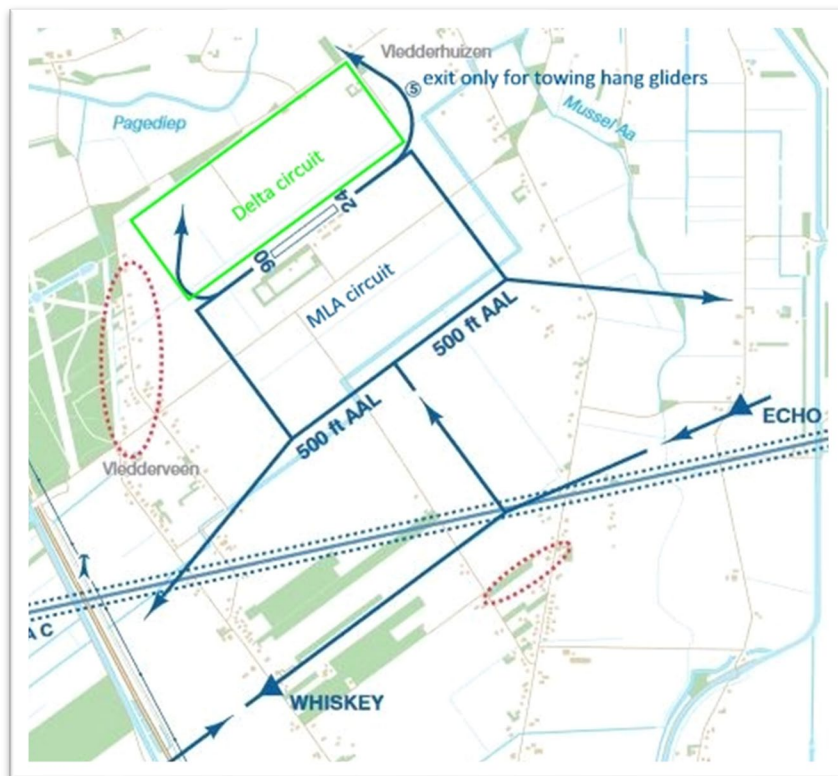 Vledderhuizen
⑤ exit only for towing hang gliders
Pagediep
Mussel Aa
Delta circuit
24
06
MLA circuit
500 ft AAL
500 ft AAL
ECHO
Vledderveen
A C
WHISKEY